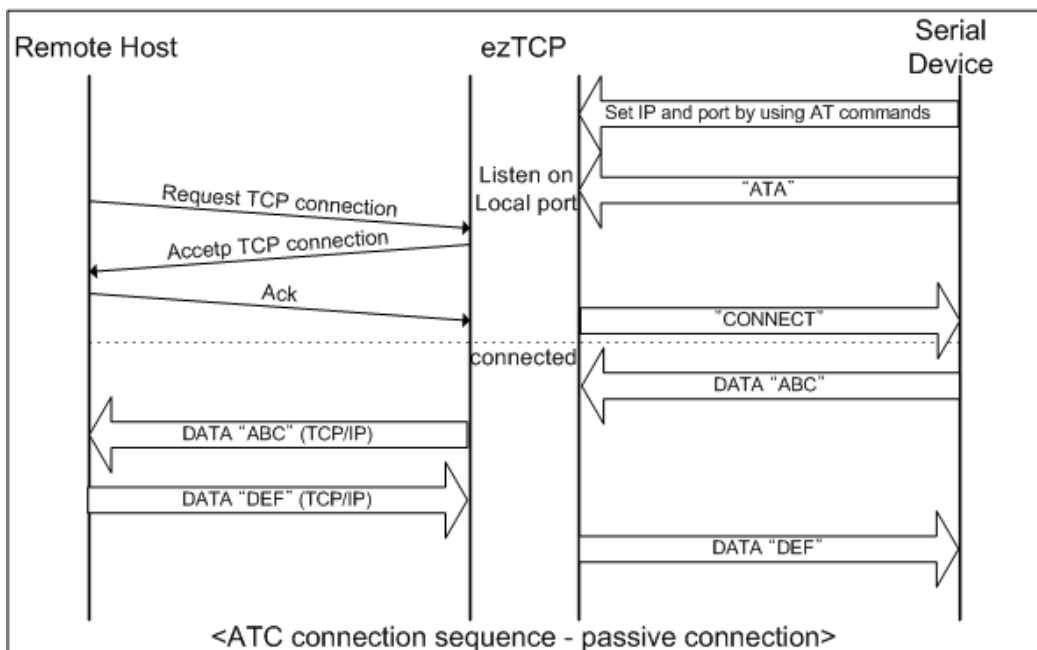 Remote Host
ezTCP
Serial
Device
Set IP and port by using AT commands
Listen on
Local port
"ATA"
Request TCP connection
Accetp TCP connection
Ack
"CONNECT"
connected
DATA "ABC"
DATA "ABC" (TCP/IP)
DATA "DEF" (TCP/IP)
DATA "DEF"
<ATC connection sequence - passive connection>